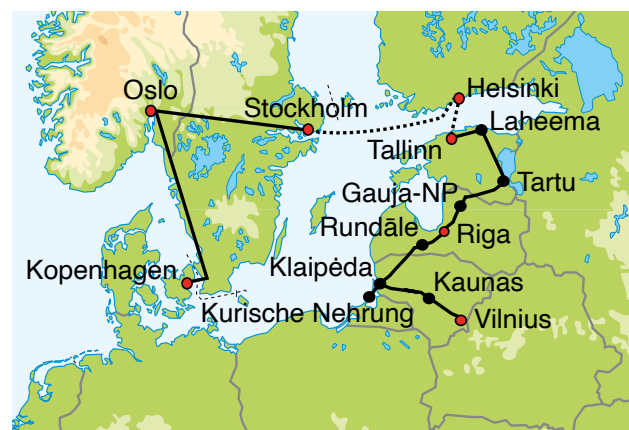 Oslo
Helsinki
Stockholm
Laheema
Tallinn
Gauja-NP
Tartu
Rundāle
Riga
Kopenhagen
Klaipėda
Kaunas
Kurische Nehrung
Vilnius